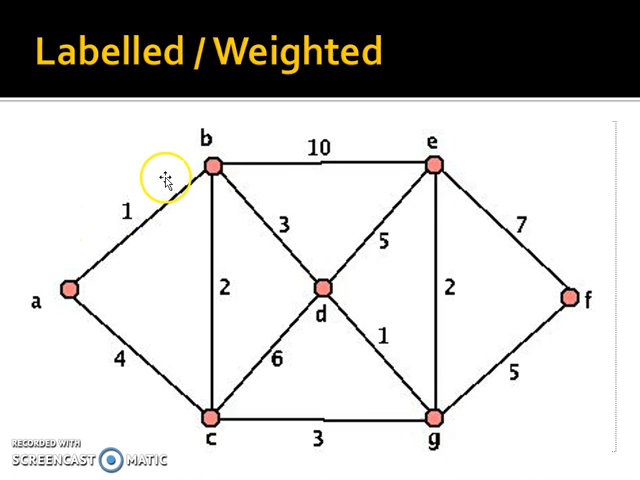 Labelled / Weighted
b
10
e
1
3
5
7
a
2
d
2
f
4
6
1
5
c
3
g
RECORDED WITH
SCREENCAST MATIC